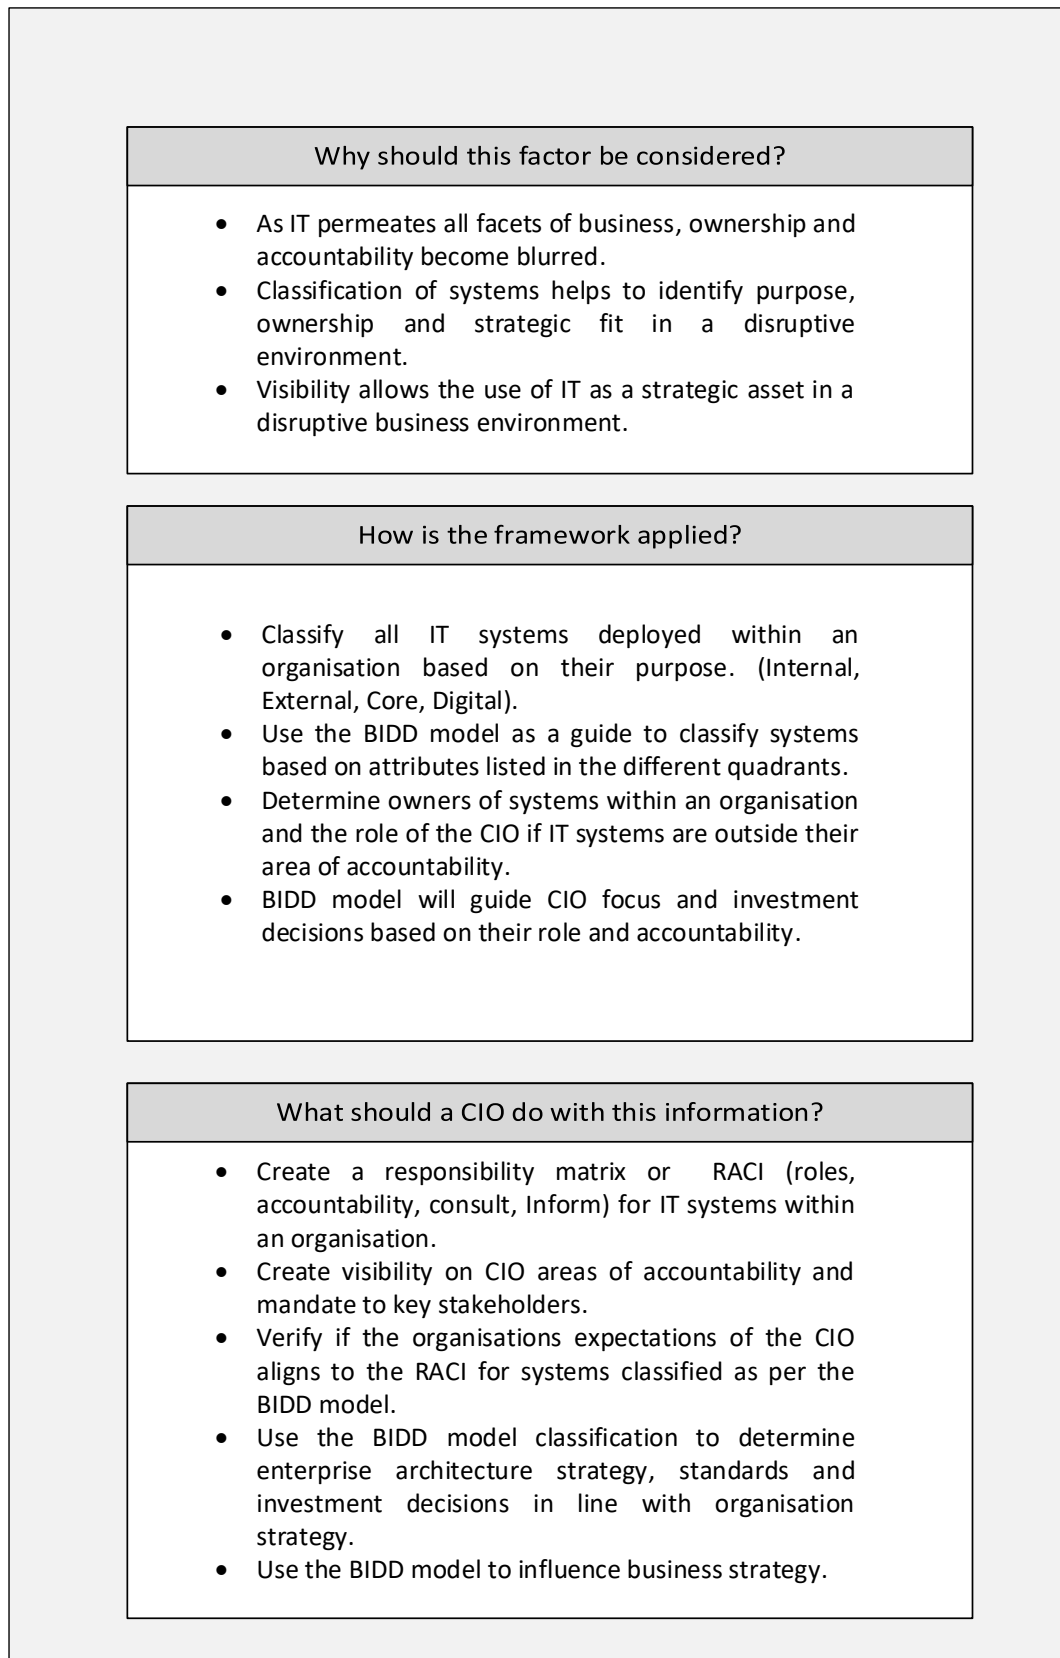 Why should this factor be considered?
• As IT permeates all facets of business, ownership and
accountability become blurred.
• Classification of systems helps to identify purpose,
ownership and strategic fit in a disruptive
environment.
• Visibility allows the use of IT as a strategic asset in a
disruptive business environment.
How is the framework applied?
• Classify all IT systems deployed within an
organisation based on their purpose. (Internal,
External, Core, Digital).
• Use the BIDD model as a guide to classify systems
based on attributes listed in the different quadrants.
• Determine owners of systems within an organisation
and the role of the CIO if IT systems are outside their
area of accountability.
• BIDD model will guide CIO focus and investment
decisions based on their role and accountability.
What should a CIO do with this information?
• Create a responsibility matrix or RACI (roles,
accountability, consult, Inform) for IT systems within
an organisation.
• Create visibility on CIO areas of accountability and
mandate to key stakeholders.
• Verify if the organisations expectations of the CIO
aligns to the RACI for systems classified as per the
BIDD model.
• Use the BIDD model classification to determine
enterprise architecture strategy, standards and
investment decisions in line with organisation
strategy.
• Use the BIDD model to influence business strategy.